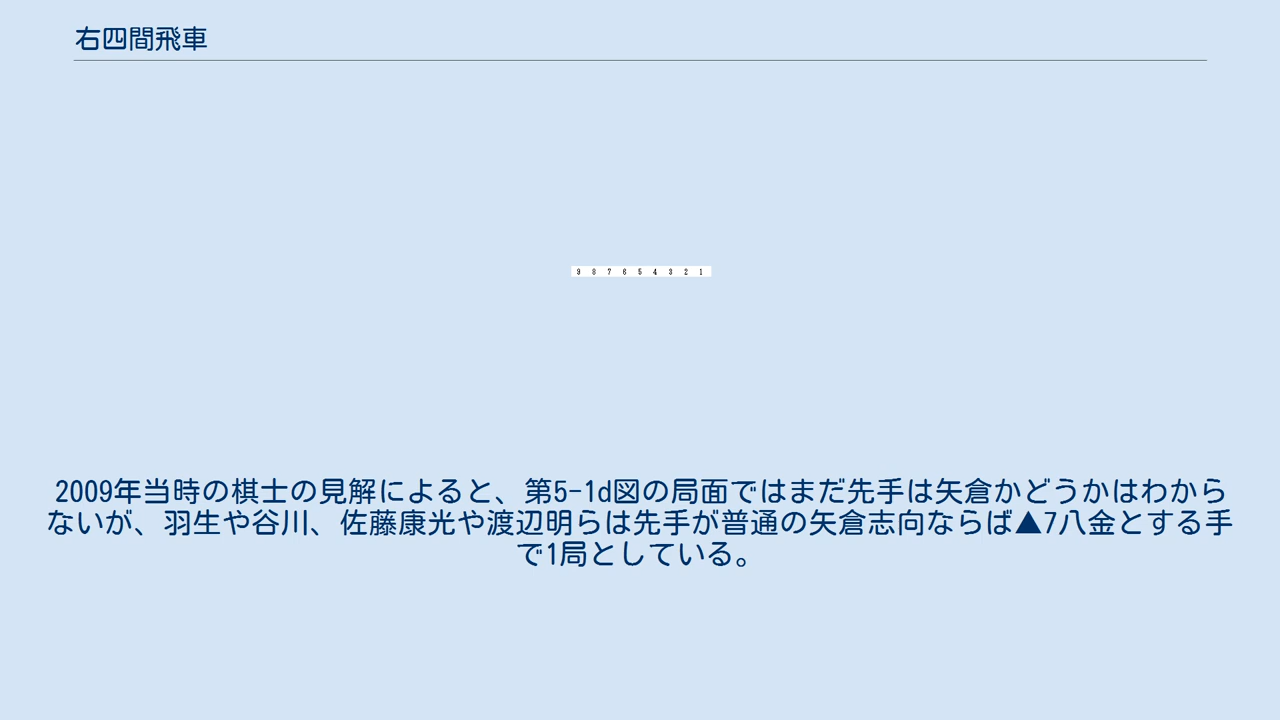 右四間飛車
9 8 7 6 5 4 3 2 1
2009年当時の棋士の見解によると、第5-1d図の局面ではまだ先手は矢倉かどうかはわから
ないが、羽生や谷川、佐藤康光や渡辺明らは先手が普通の矢倉志向ならば▲7八金とする手
で1局としている。